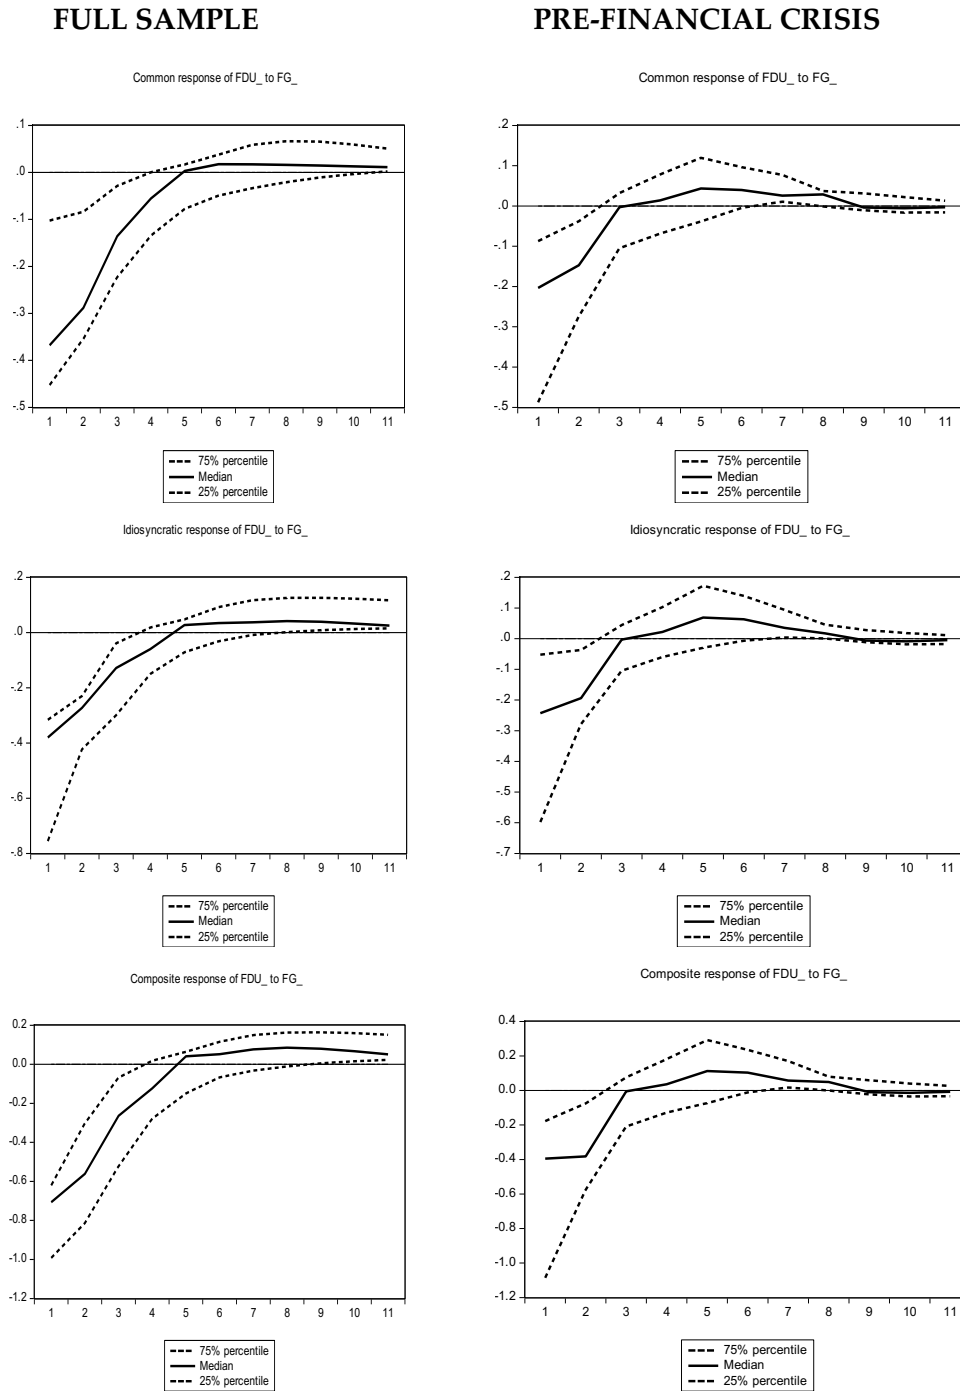 FULL SAMPLE
PRE-FINANCIAL CRISIS
Common response of FDU_ to FG_
.1
.0
-.1
-.2
-.3
-.4
-.5
1 2 3 4 5 6 7 8 9 10 11
75% percentile
Median
25% percentile
Common response of FDU_ to FG_
.2
.1
.0
-.1
-.2
-.3
-.4
-.5
1 2 3 4 5 6 7 8 9 10 11
75% percentile
Median
25% percentile
Idiosyncratic response of FDU_ to FG_
.2
.0
-.2
-.4
-.6
-.8
1 2 3 4 5 6 7 8 9 10 11
75% percentile
Median
25% percentile
Idiosyncratic response of FDU_ to FG_
.2
.1
.0
-.1
-.2
-.3
-.4
-.5
-.6
-.7
1 2 3 4 5 6 7 8 9 10 11
75% percentile
Median
25% percentile
Composite response of FDU_ to FG_
0.2
0.0
-0.2
-0.4
-0.6
-0.8
-1.0
-1.2
1 2 3 4 5 6 7 8 9 10 11
75% percentile
Median
25% percentile
Composite response of FDU_ to FG_
0.4
0.2
0.0
-0.2
-0.4
-0.6
-0.8
-1.0
-1.2
1 2 3 4 5 6 7 8 9 10 11
75% percentile
Median
25% percentile